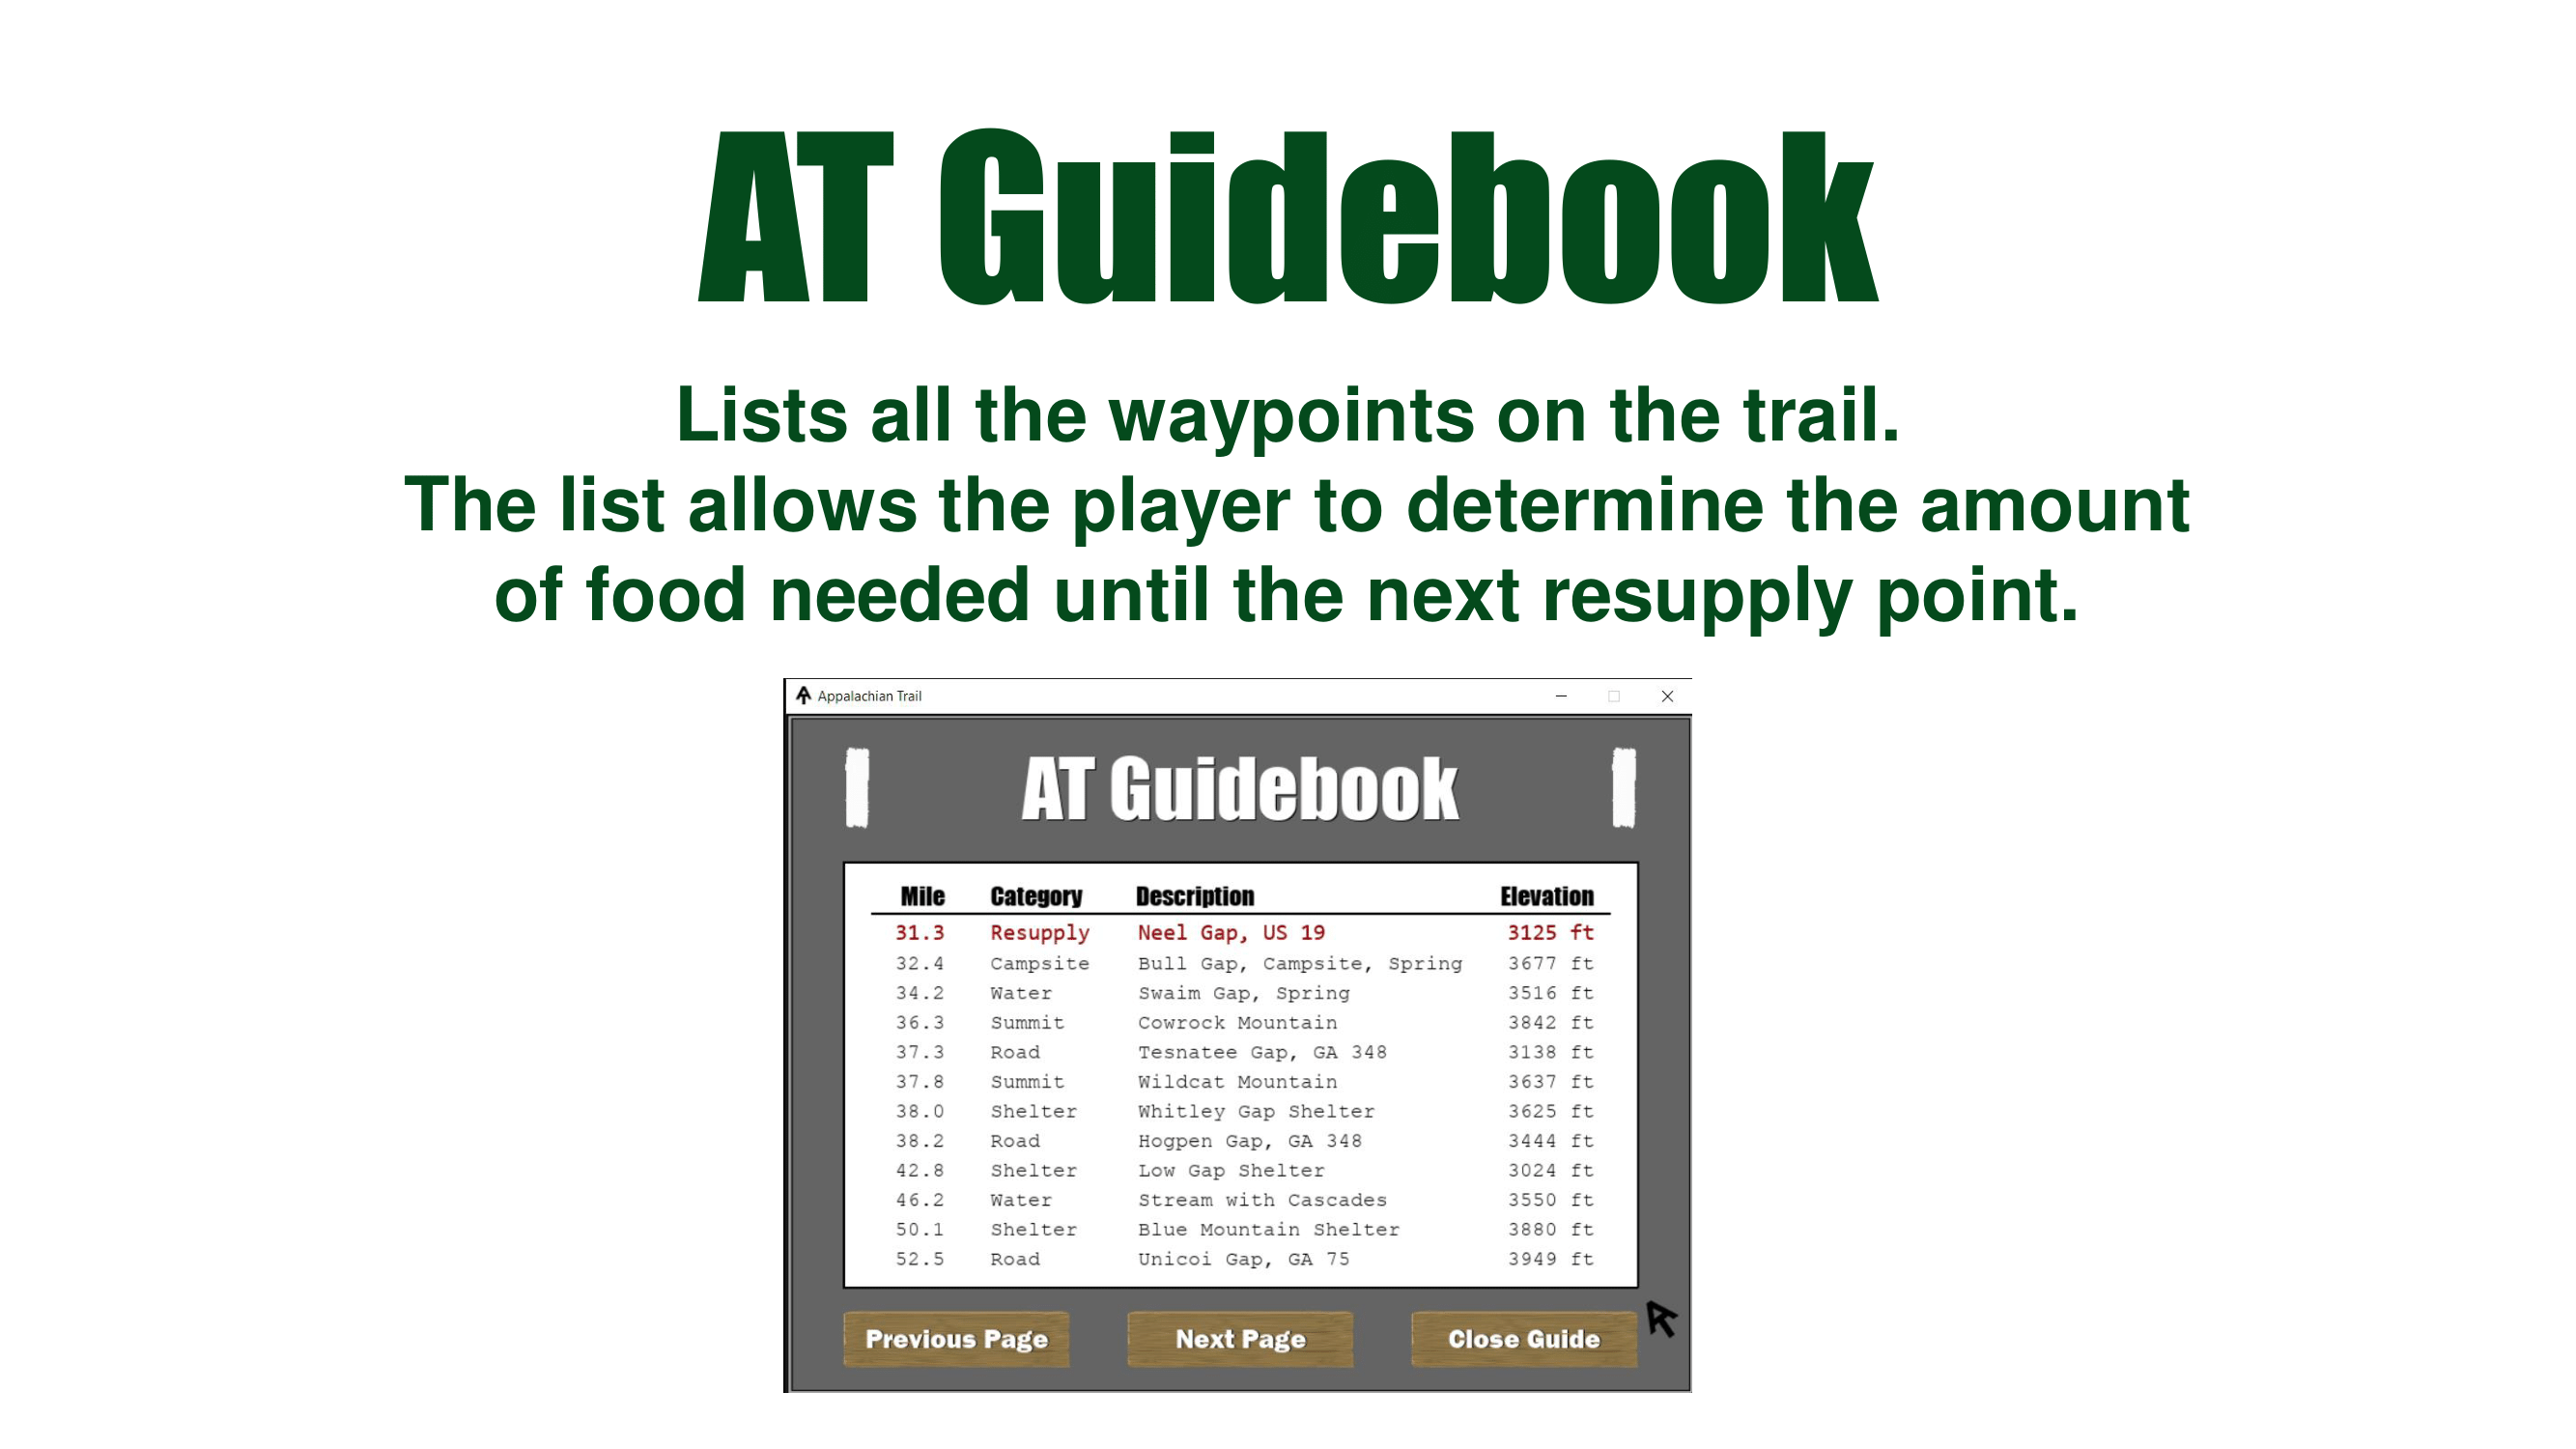 AT Guidebook
Lists all the waypoints on the trail.
The list allows the player to determine the amount
of food needed until the next resupply point.
Appalachian Trail
AT Guidebook
Mile Category Description Elevation
31.3 Resupply Neel Gap, US 19 3125 ft
32.4 Campsite Bull Gap, Campsite, Spring 3677 ft
34.2 Water Swaim Gap, Spring 3516 ft
36.3 Summit Cowrock Mountain 3842 ft
37.3 Road Tesnatee Gap, GA 348 3138 ft
37.8 Summit Wildcat Mountain 3637 ft
38.0 Shelter Whitley Gap Shelter 3625 ft
38.2 Road Hogpen Gap, GA 348 3444 ft
42.8 Shelter Low Gap Shelter 3024 ft
46.2 Water Stream with Cascades 3550 ft
50.1 Shelter Blue Mountain Shelter 3880 ft
52.5 Road Unicoi Gap, GA 75 3949 ft
Previous Page Next Page Close Guide